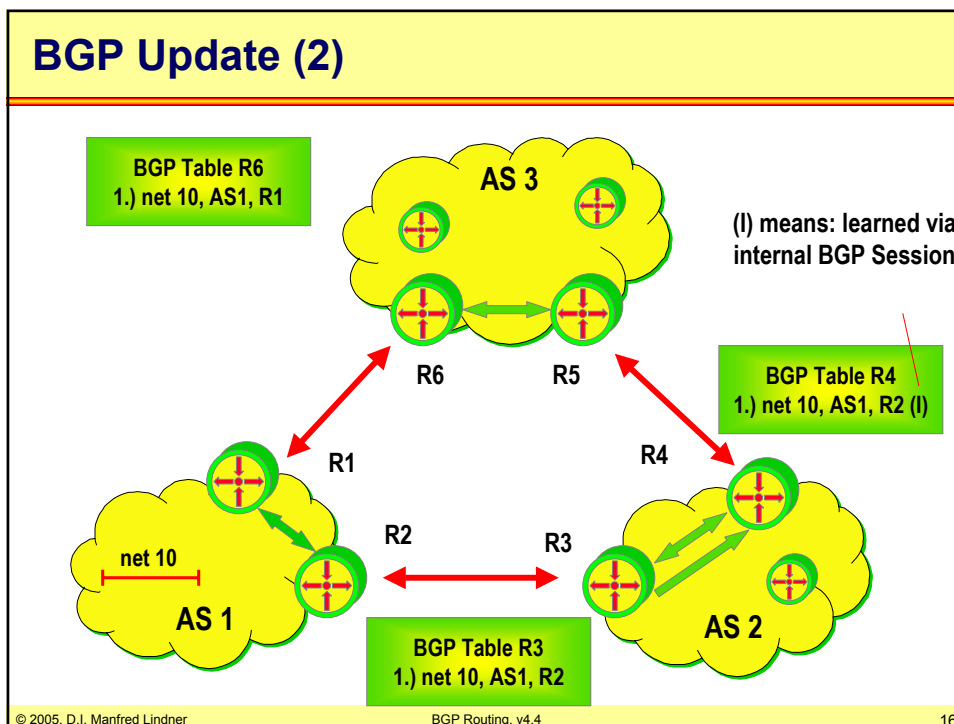 BGP Update (2)
BGP Table R6
1.) net 10, AS1, R1
AS 3
(I) means: learned via
internal BGP Session
R6
R5
BGP Table R4
1.) net 10, AS1, R2 (I)
R1
R4
R2
R3
net 10
AS 1
AS 2
BGP Table R3
1.) net 10, AS1, R2
© 2005, D.I. Manfred Lindner
BGP Routing, v4.4
16